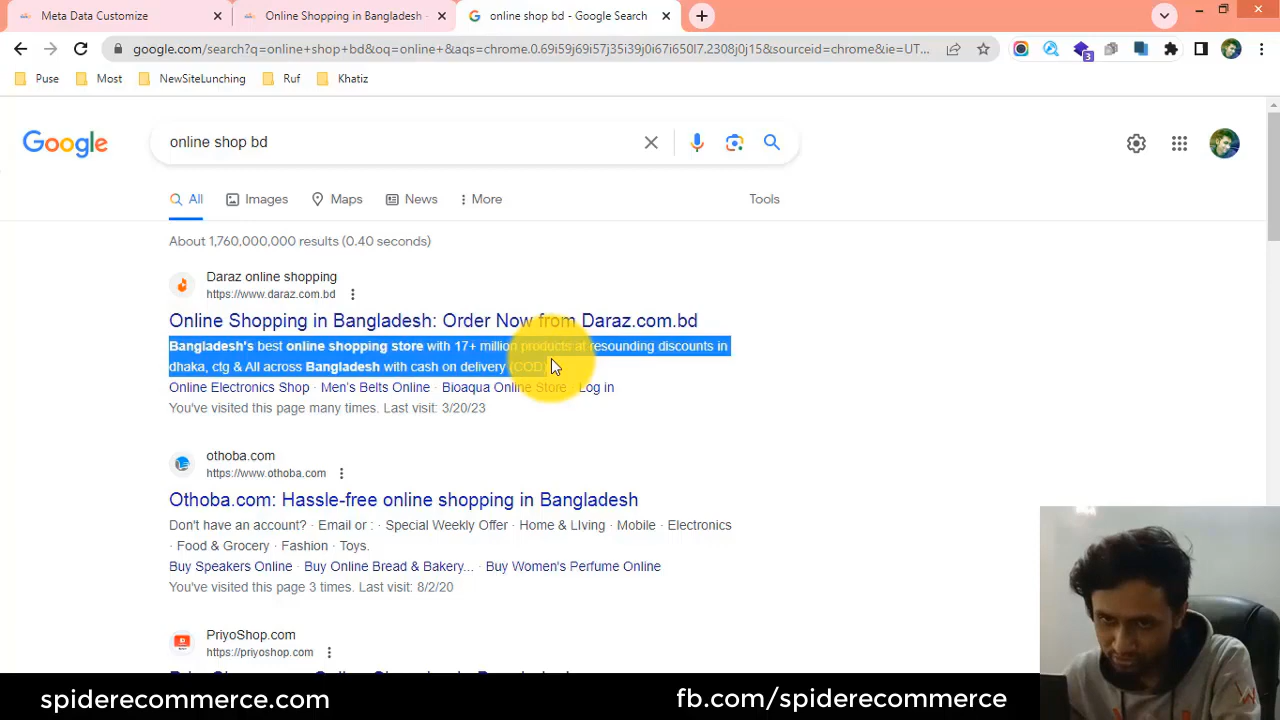 Meta Data Customize
Online Shopping in Bangladesh
online shop bd - Google Search
google.com/search?q=online+shop+bd&oq=online+&aqs=chrome.0.69i59j69i57j35i39j0i67i650l7.2308j0j15&sourceid=chrome&ie=UT...
3
Puse
Most
NewSiteLunching
Ruf
Khatiz
Google
online shop bd
All
Images
Maps
News
More
Tools
About 1,760,000,000 results (0.40 seconds)
Daraz online shopping
https://www.daraz.com.bd
Online Shopping in Bangladesh: Order Now from Daraz.com.bd
Bangladesh's best online shopping store with 17+ million products at resounding discounts in
dhaka, ctg & All across Bangladesh with cash on delivery (COD)
Online Electronics Shop · Men's Belts Online · Bioaqua Online Store · Log in
You've visited this page many times. Last visit: 3/20/23
othoba.com
https://www.othoba.com
Othoba.com: Hassle-free online shopping in Bangladesh
Don't have an account? · Email or : · Special Weekly Offer · Home & LIving · Mobile · Electronics
· Food & Grocery · Fashion · Toys.
Buy Speakers Online · Buy Online Bread & Bakery... · Buy Women's Perfume Online
You've visited this page 3 times. Last visit: 8/2/20
PriyoShop.com
https://priyoshop.com
spiderecommerce.com
fb.com/spiderecommerce